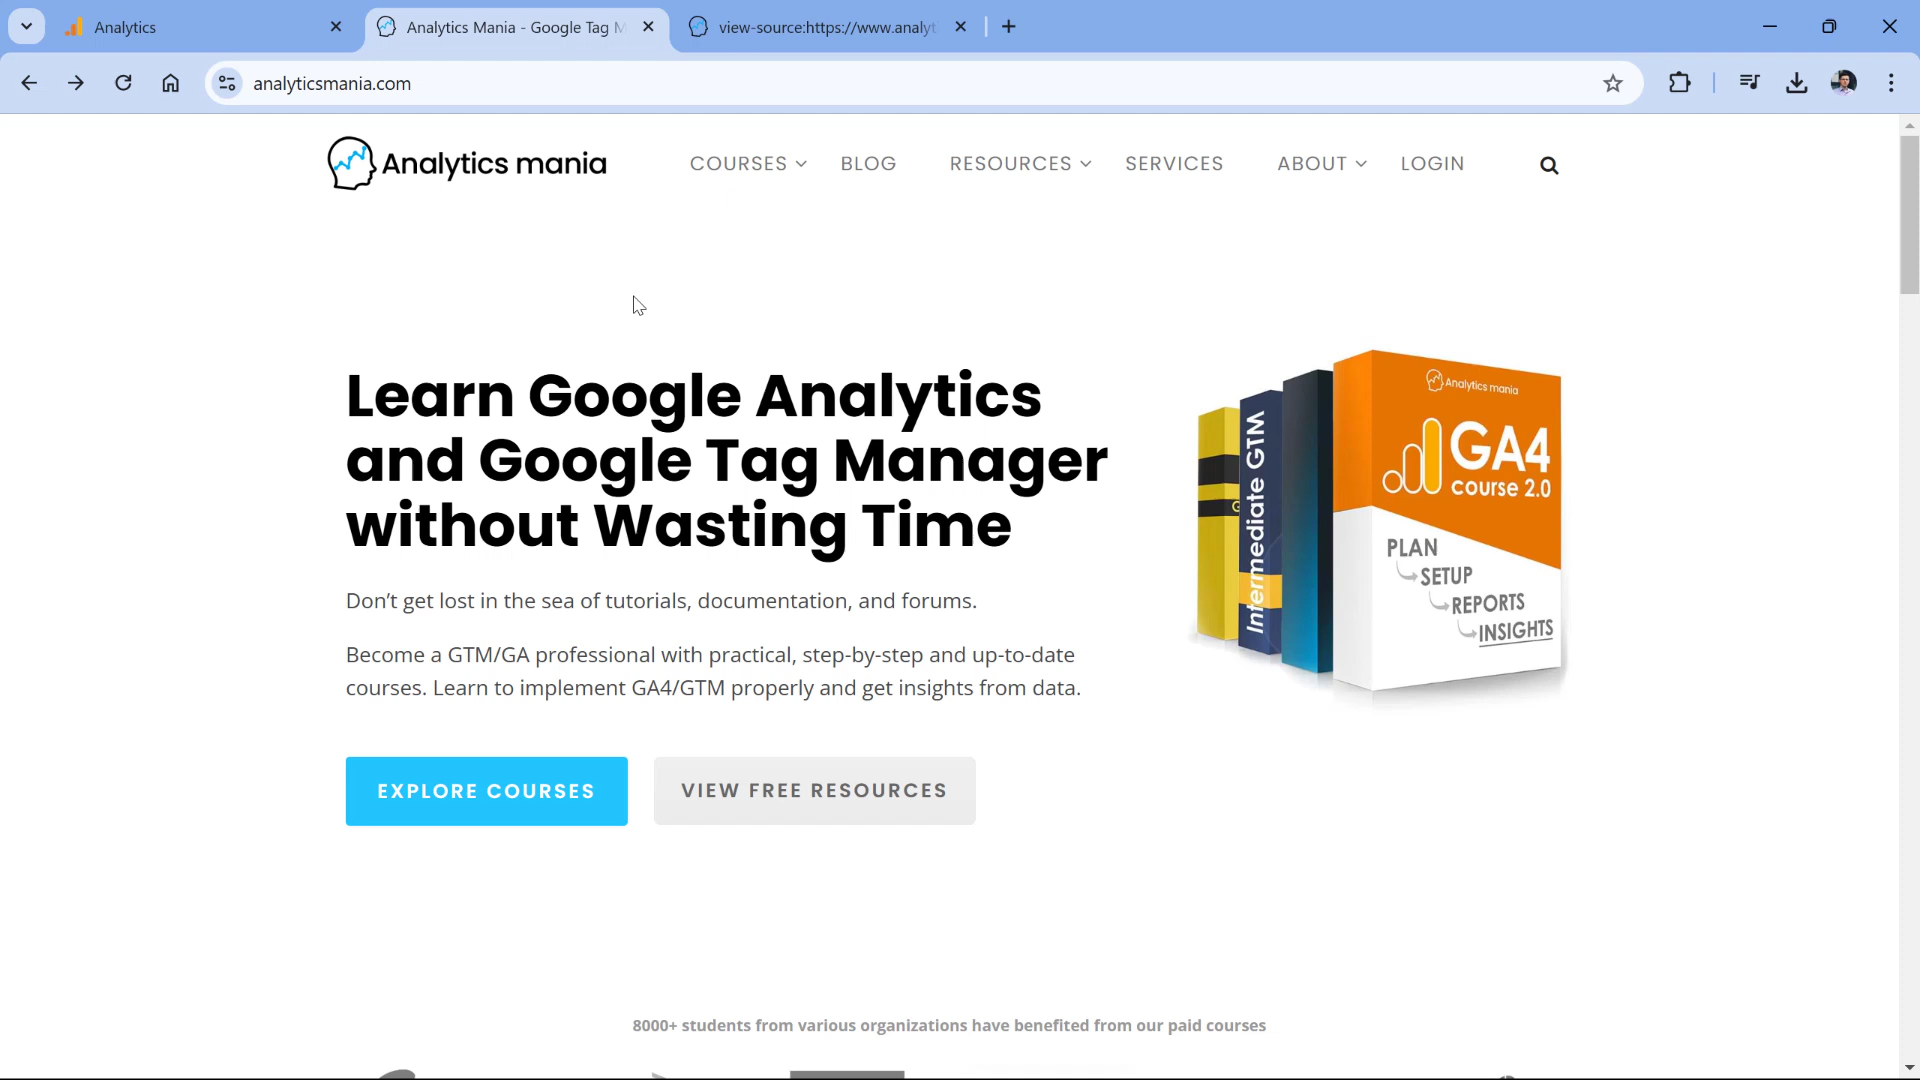 Analytics
Analytics Mania - Google Tag M
view-source:https://www.analyt
analyticsmania.com
Analytics mania
COURSES
BLOG
RESOURCES
SERVICES
ABOUT
LOGIN
Learn Google Analytics
and Google Tag Manager
without Wasting Time
Don't get lost in the sea of tutorials, documentation, and forums.
Become a GTM/GA professional with practical, step-by-step and up-to-date
courses. Learn to implement GA4/GTM properly and get insights from data.
EXPLORE COURSES
VIEW FREE RESOURCES
G
Intermediate GTM
Analytics mania
GA4
course 2.0
PLAN
SETUP
REPORTS
INSIGHTS
8000+ students from various organizations have benefited from our paid courses